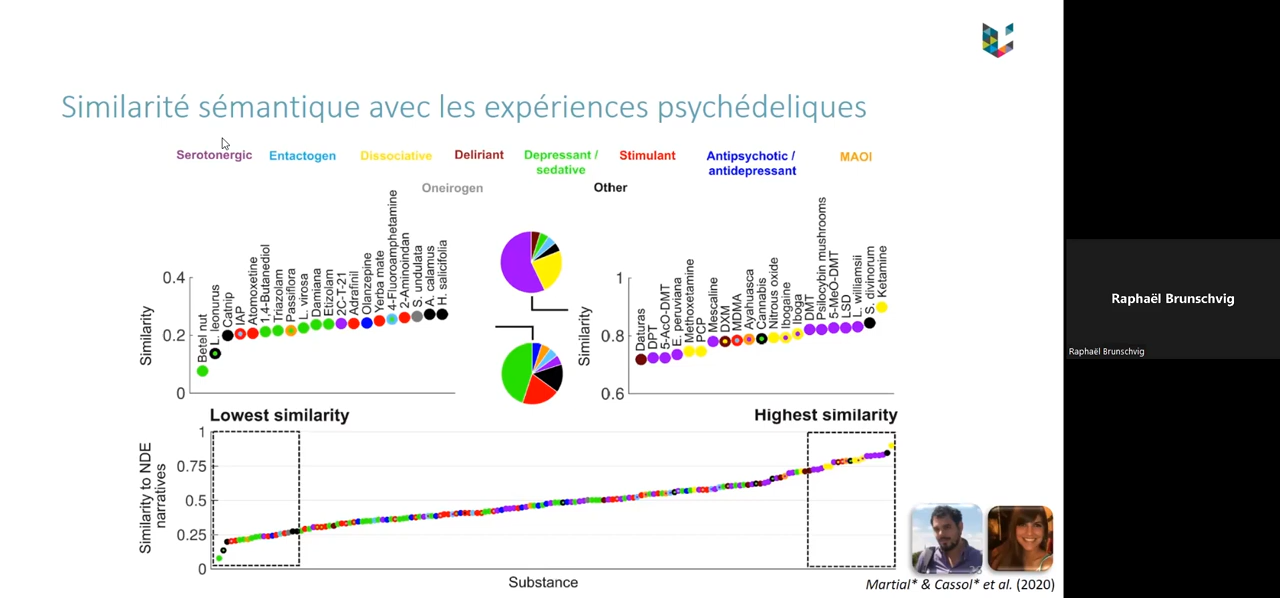 Similarité sémantique avec les expériences psychédeliques
Serotonergic Entactogen Dissociative Deliriant Depressant / sedative Stimulant Antipsychotic / antidepressant MAOI
Oneirogen Other
Similarity
0.4
0.2
0
Betel nut
L. leonurus
Catnip
IAP
Atomoxetine
1,4-Butanediol
Triazolam
Passiflora
L. virosa
Damiana
Etizolam
2C-T-21
Adrafinil
Olanzepine
Yerba mate
4-Fluoroamphetamine
2-Aminoindan
S. undulata
A. calamus
H. salicifolia
Similarity
1
0.8
0.6
Daturas
DPT
5-AcO-DMT
E. peruviana
Methoxetamine
PCP
Mescaline
DXM
MDMA
Ayahuasca
Cannabis
Nitrous oxide
Ibogaine
Iboga
DMT
Psilocybin mushrooms
5-MeO-DMT
LSD
L. williamsii
S. divinorum
Ketamine
Lowest similarity
Highest similarity
Similarity to NDE
narratives
1
0.75
0.5
0.25
0
Substance
Martial* & Cassol* et al. (2020)
Raphaël Brunschvig
Raphaël Brunschvig